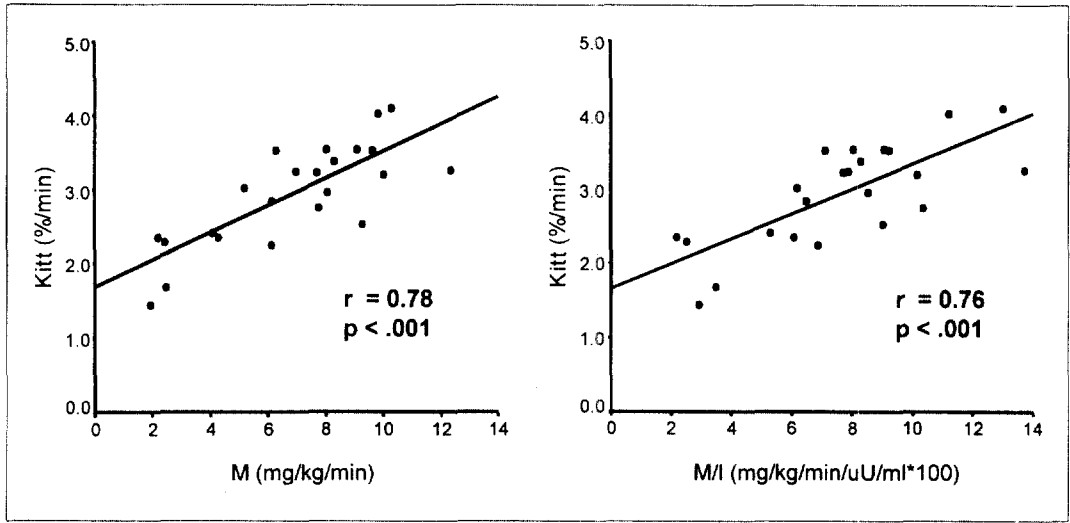 5.0
4.0
3.0
2.0
1.0
0.0
Kitt (%/min)
r = 0.78
p < .001
0 2 4 6 8 10 12 14
M (mg/kg/min)
5.0
4.0
3.0
2.0
1.0
0.0
Kitt (%/min)
r = 0.76
p < .001
0 2 4 6 8 10 12 14
M/I (mg/kg/min/uU/ml*100)